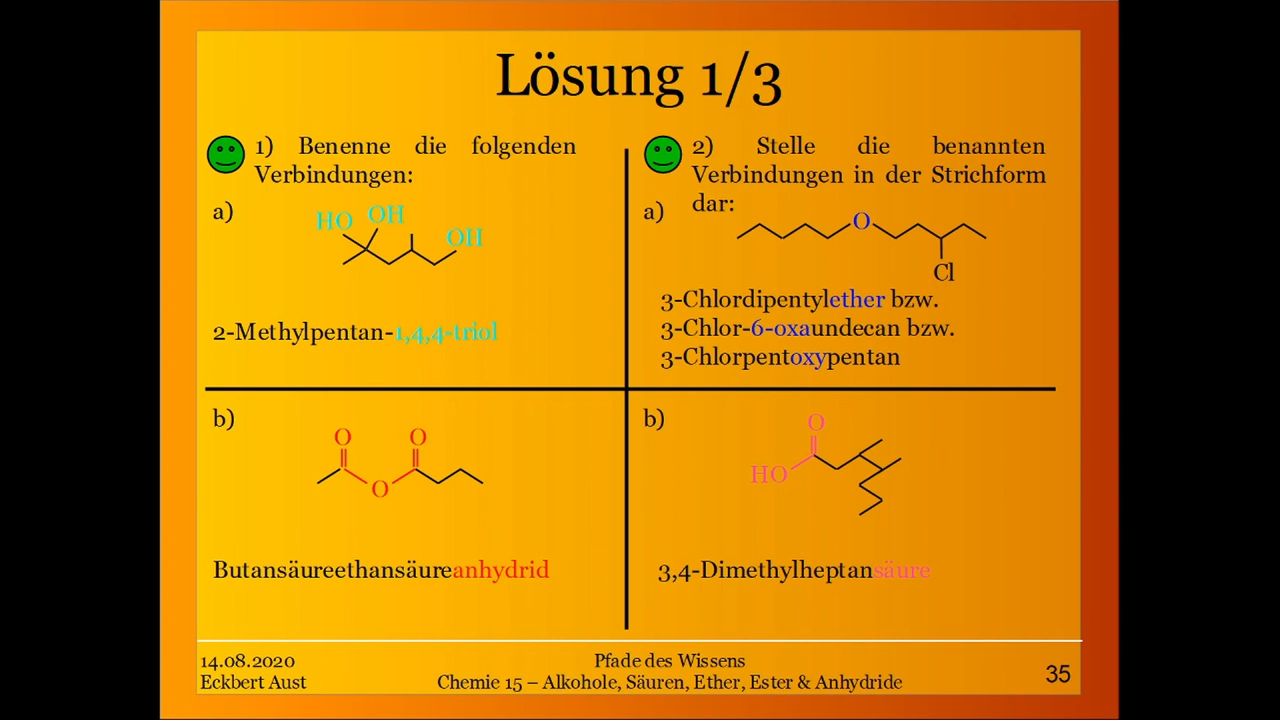 Lösung 1/3
1) Benenne die folgenden
Verbindungen:
a)
HO OH
OH
2-Methylpentan-1,4,4-triol
2) Stelle die benannten
Verbindungen in der Strichform
dar:
a)
O
Cl
3-Chlordipentylether bzw.
3-Chlor-6-oxaundecan bzw.
3-Chlorpentoxypentan
b)
O O
O
Butansäureethansäureanhydrid
b)
O
HO
3,4-Dimethylheptansäure
14.08.2020
Eckbert Aust
Pfade des Wissens
Chemie 15 – Alkohole, Säuren, Ether, Ester & Anhydride
35